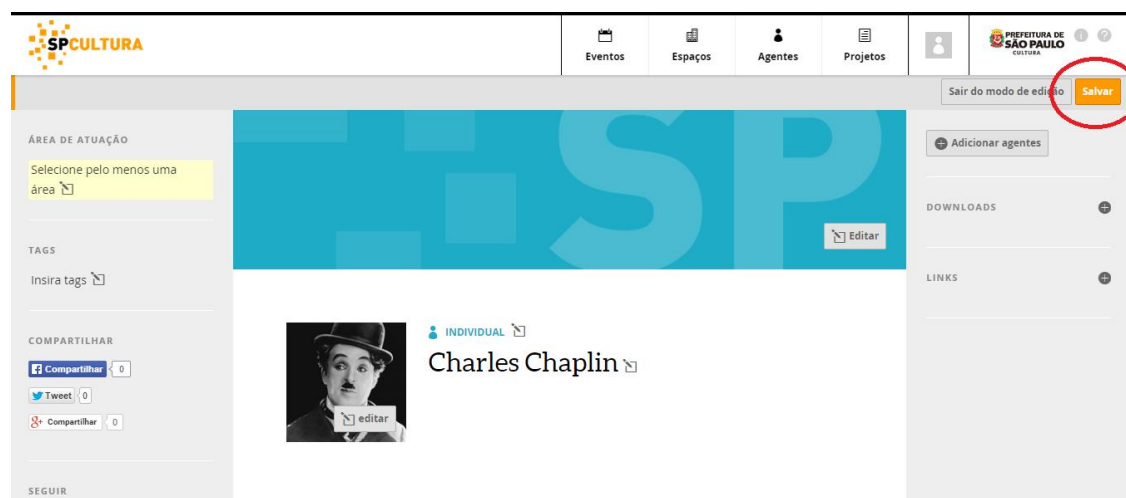 SPCULTURA
Eventos
Espaços
Agentes
Projetos
PREFEITURA DE
SÃO PAULO
CULTURA
Sair do modo de edição
Salvar
ÁREA DE ATUAÇÃO
Selecione pelo menos uma
área
TAGS
Insira tags
COMPARTILHAR
Compartilhar 0
Tweet 0
g+ Compartilhar 0
SEGUIR
SP
Editar
editar
INDIVIDUAL
Charles Chaplin
Adicionar agentes
DOWNLOADS
LINKS